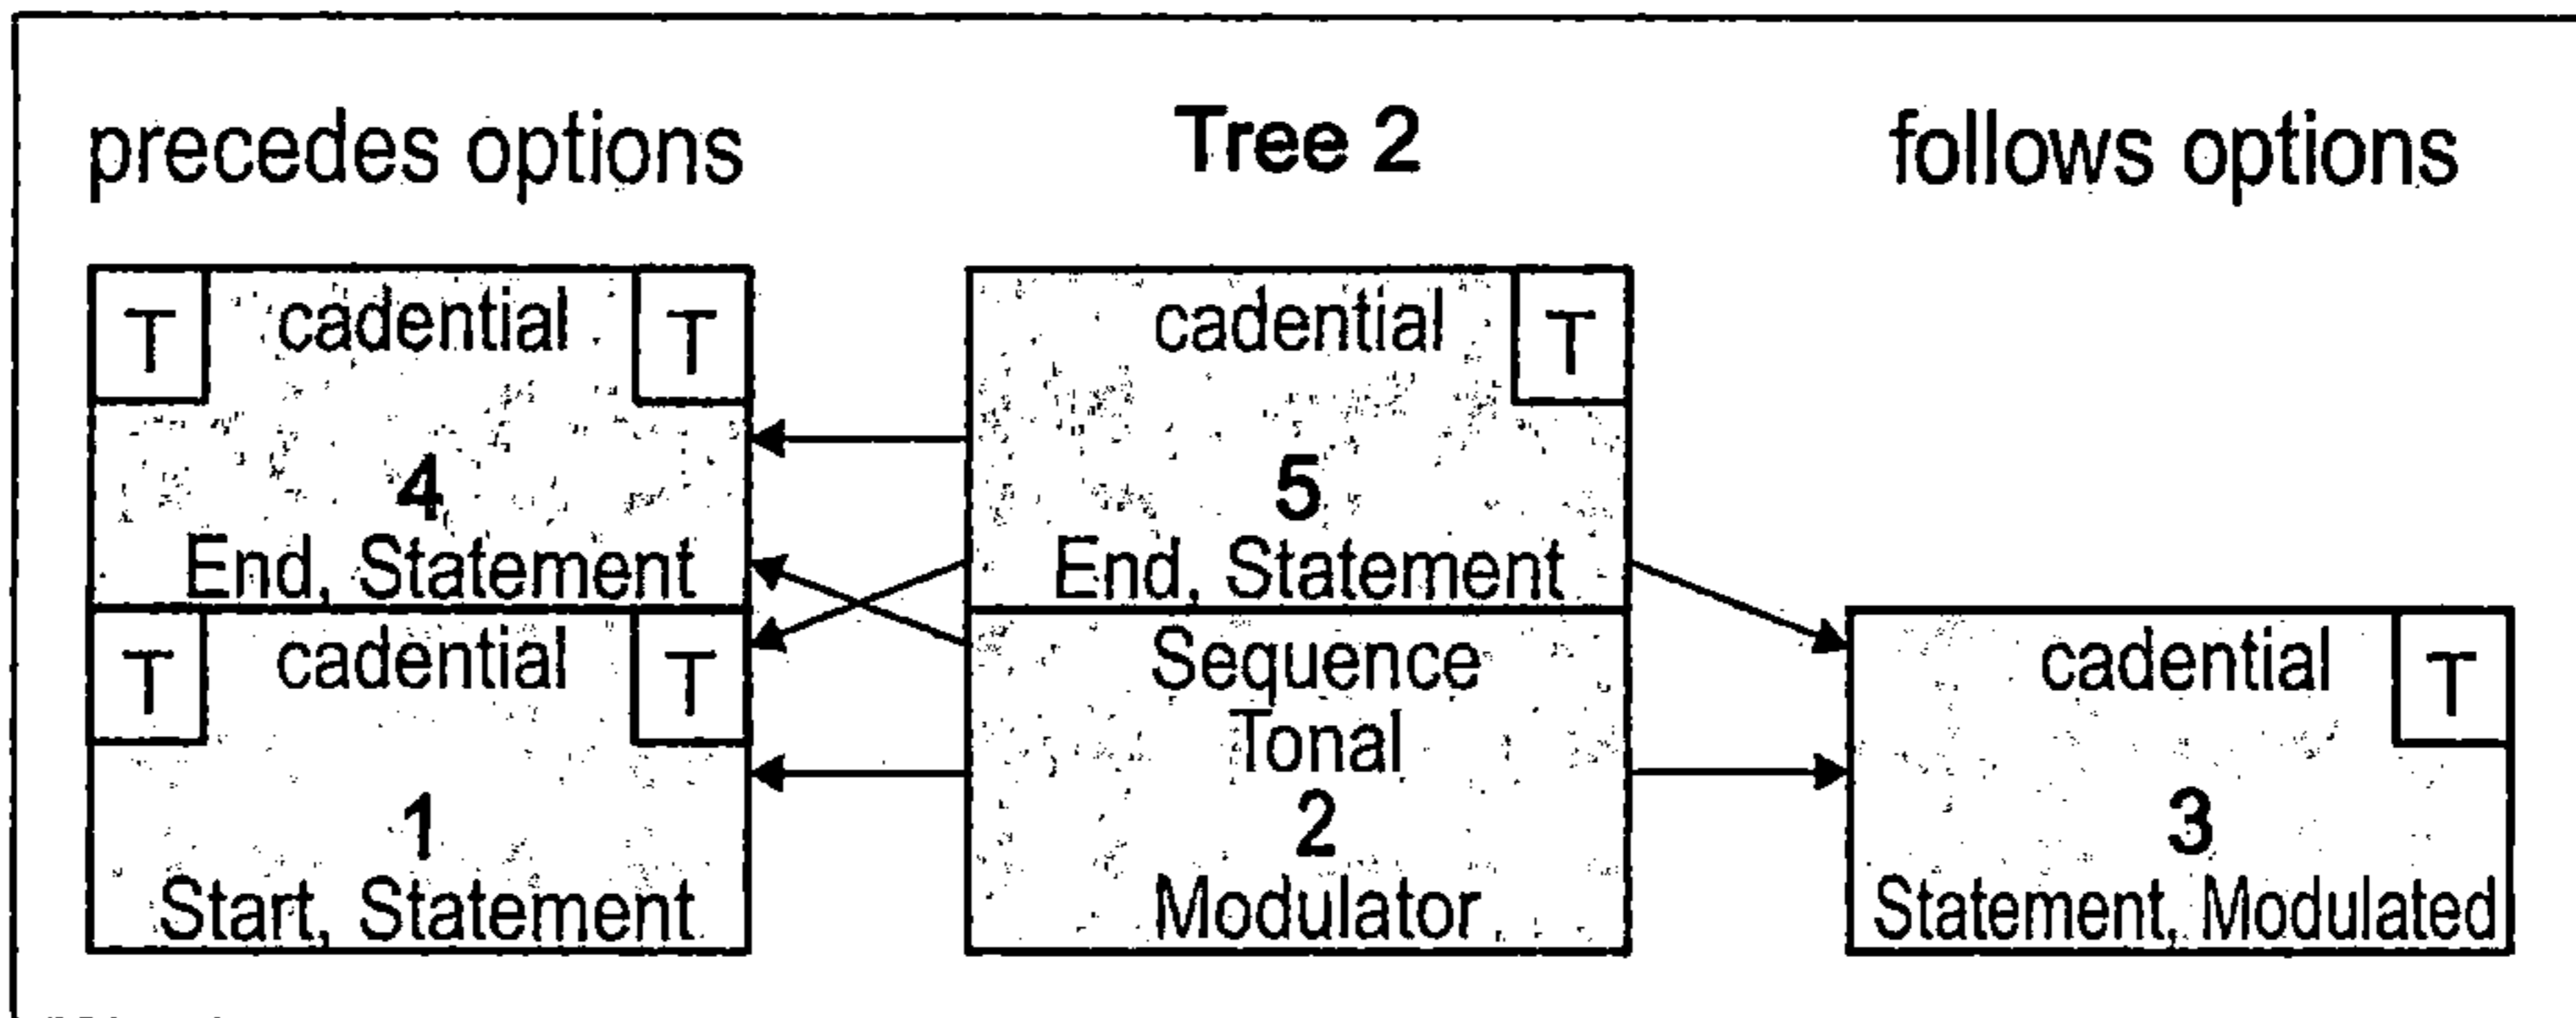 precedes options
Tree 2
follows options
T cadential T
4
End, Statement
T cadential T
1
Start, Statement
cadential T
5
End, Statement
Sequence
Tonal
2
Modulator
cadential T
3
Statement, Modulated